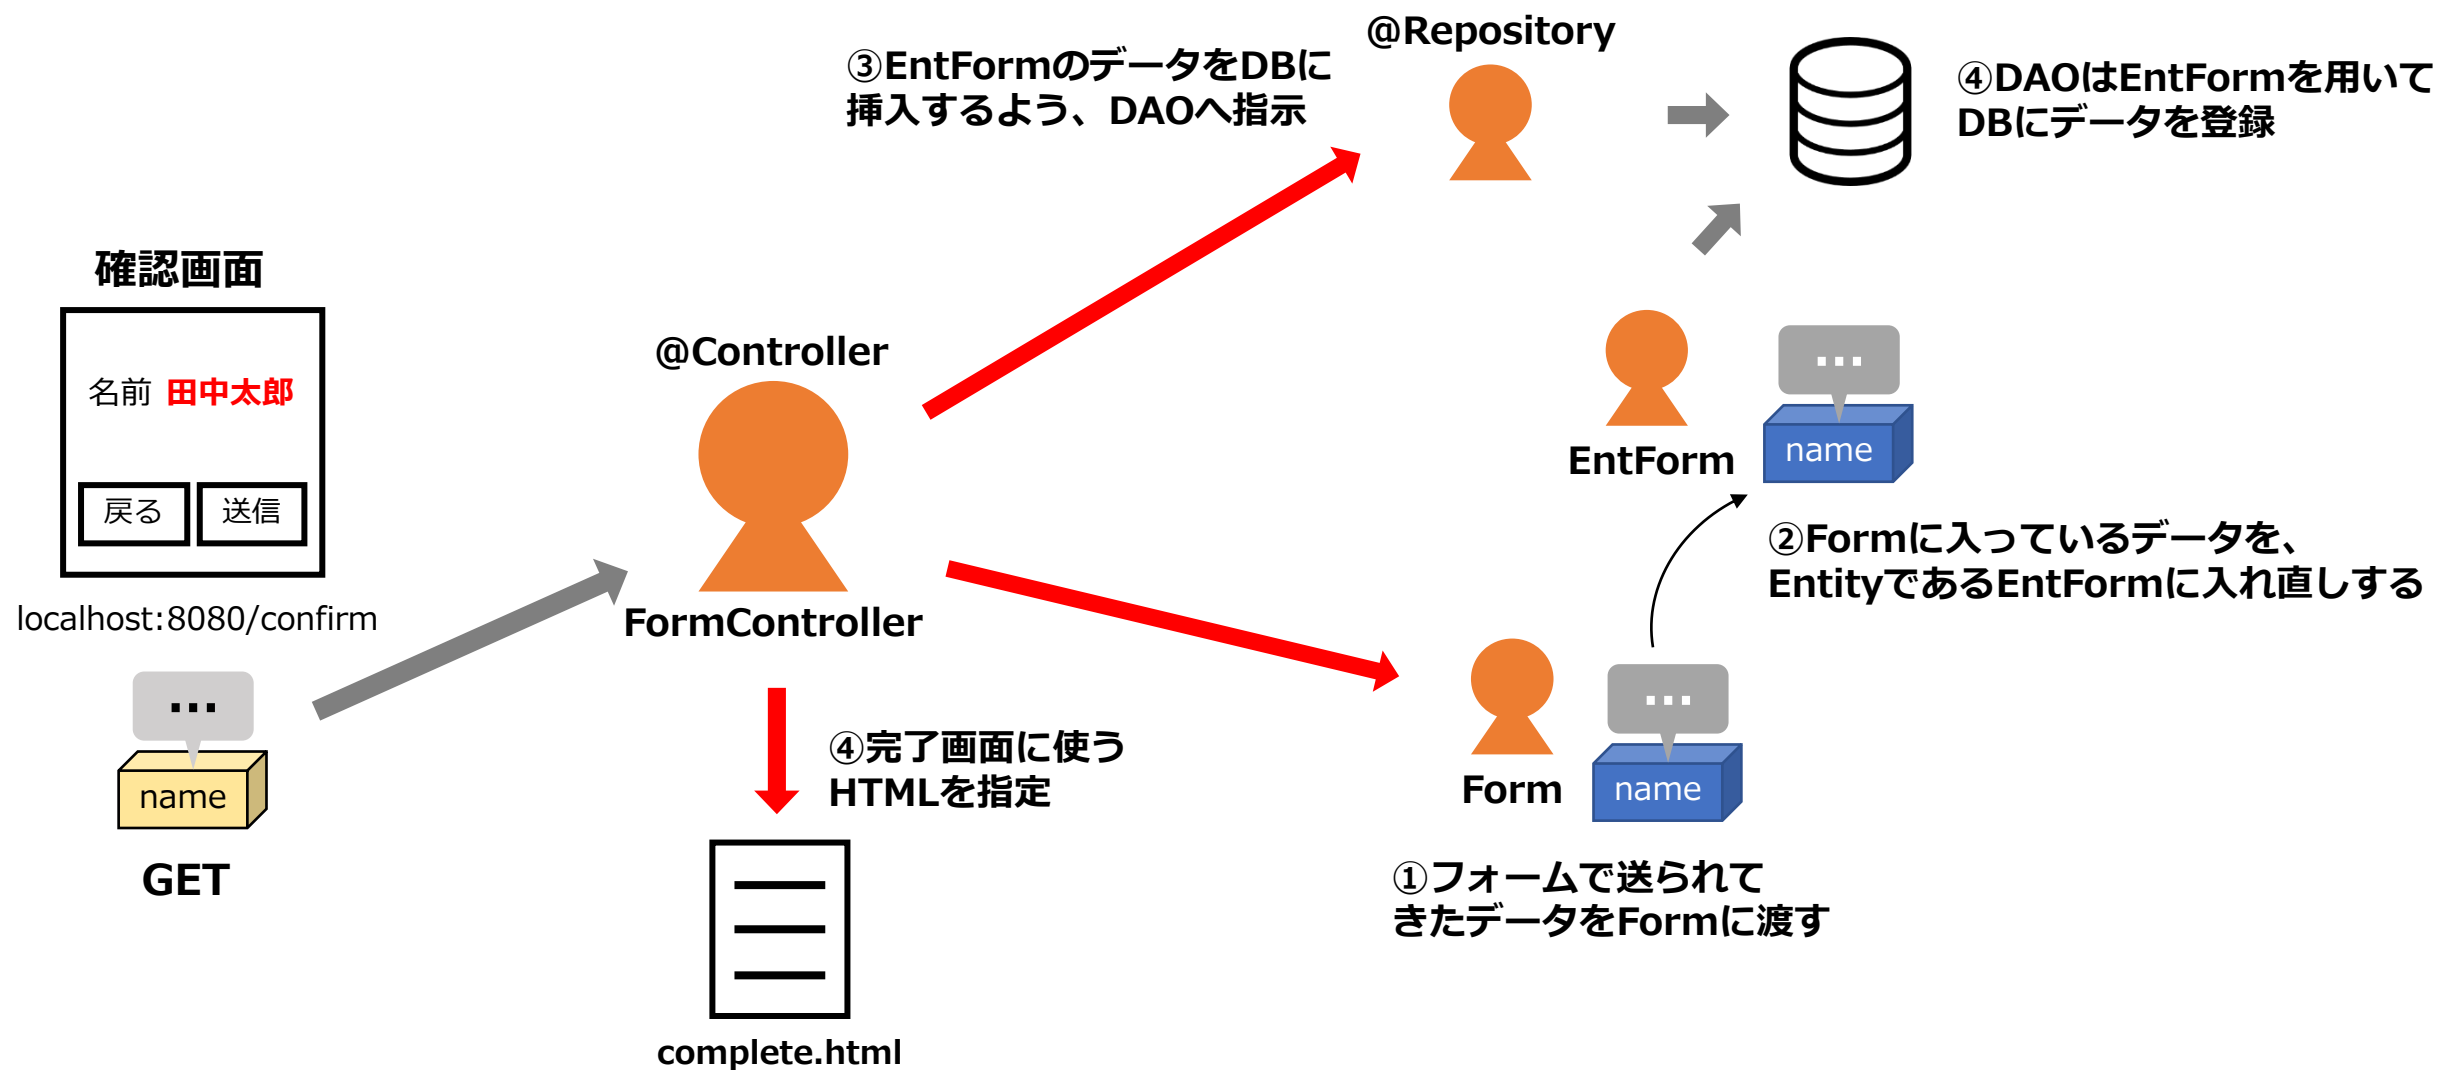 @Repository
③EntFormのデータをDBに
挿入するよう、DAOへ指示
④DAOはEntFormを用いて
DBにデータを登録
確認画面
名前 田中太郎
戻る 送信
localhost:8080/confirm
...
name
GET
@Controller
FormController
④完了画面に使う
HTMLを指定
complete.html
...
name
EntForm
②Formに入っているデータを、
EntityであるEntFormに入れ直しする
...
name
Form
①フォームで送られて
きたデータをFormに渡す